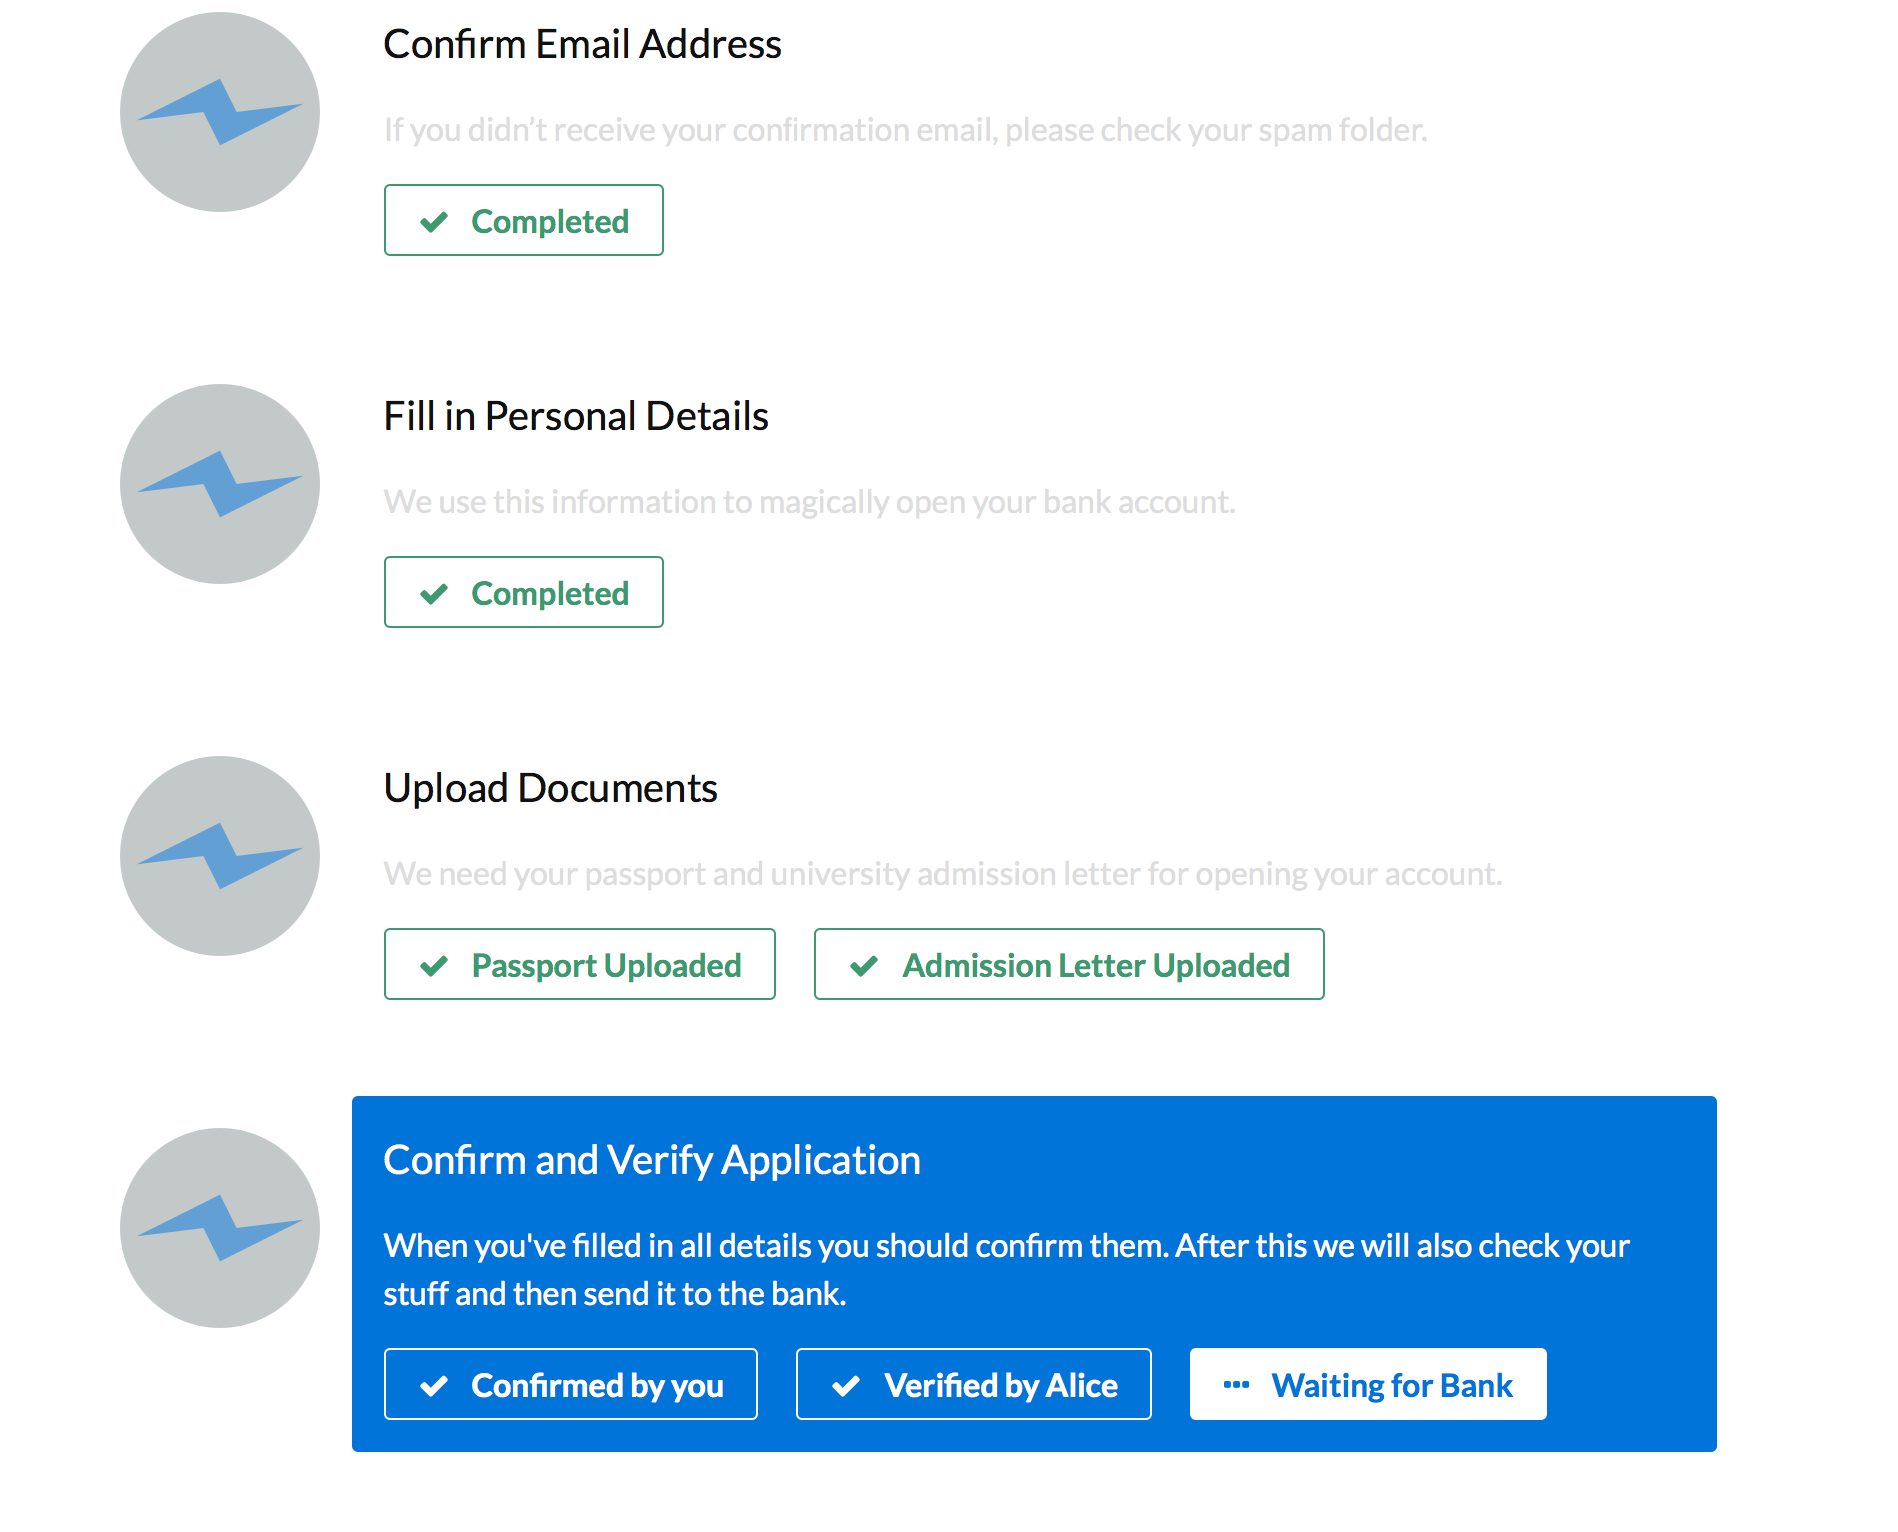 Confirm Email Address
If you didn’t receive your confirmation email, please check your spam folder.
Completed
Fill in Personal Details
We use this information to magically open your bank account.
Completed
Upload Documents
We need your passport and university admission letter for opening your account.
Passport Uploaded
Admission Letter Uploaded
Confirm and Verify Application
When you've filled in all details you should confirm them. After this we will also check your
stuff and then send it to the bank.
Confirmed by you
Verified by Alice
Waiting for Bank